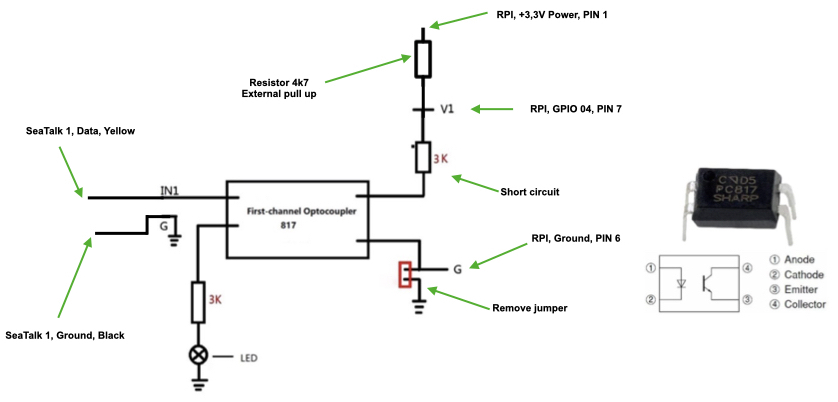 RPI, +3,3V Power, PIN 1
Resistor 4k7
External pull up
V1
RPI, GPIO 04, PIN 7
SeaTalk 1, Data, Yellow
3K
IN1
Short circuit
First-channel Optocoupler
817
G
RPI, Ground, PIN 6
G
3K
Remove jumper
SeaTalk 1, Ground, Black
LED
PC817
SHARP
① Anode
② Cathode
③ Emitter
④ Collector
①
④
②
③